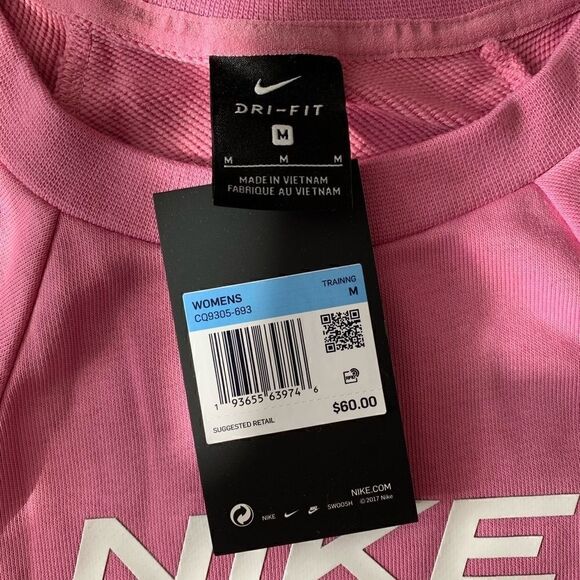 DRI-FIT
M
M M M
MADE IN VIETNAM
FABRIQUE AU VIETNAM
WOMENS TRAINNG
CQ9305-693 M
1 93655 63974 6
$60.00
SUGGESTED RETAIL
NIKE.COM
NIKE SWOOSH © 2017 Nike
NIKE